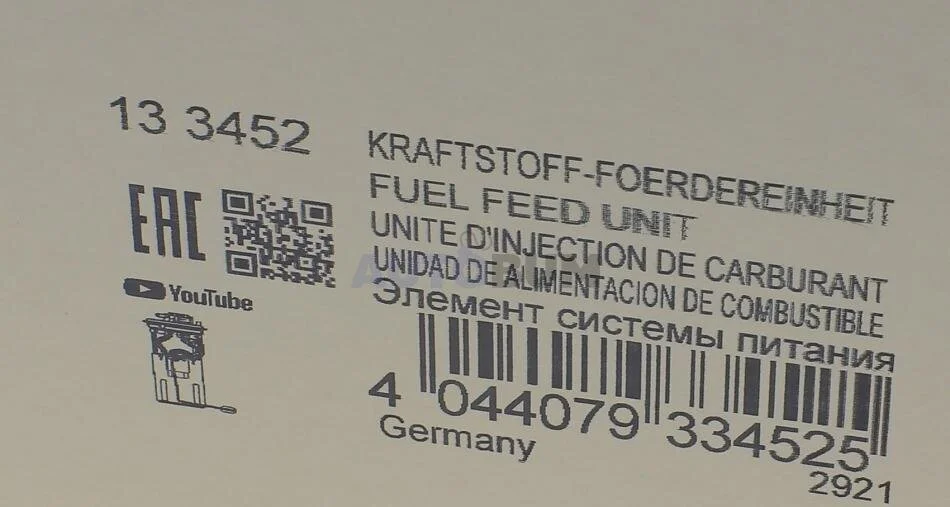 13 3452
KRAFTSTOFF-FOERDEREINHEIT
FUEL FEED UNIT
UNITE D'INJECTION DE CARBURANT
UNIDAD DE ALIMENTACION DE COMBUSTIBLE
Элемент системы питания
EAC
YouTube
4 044079 334525
Germany
2921